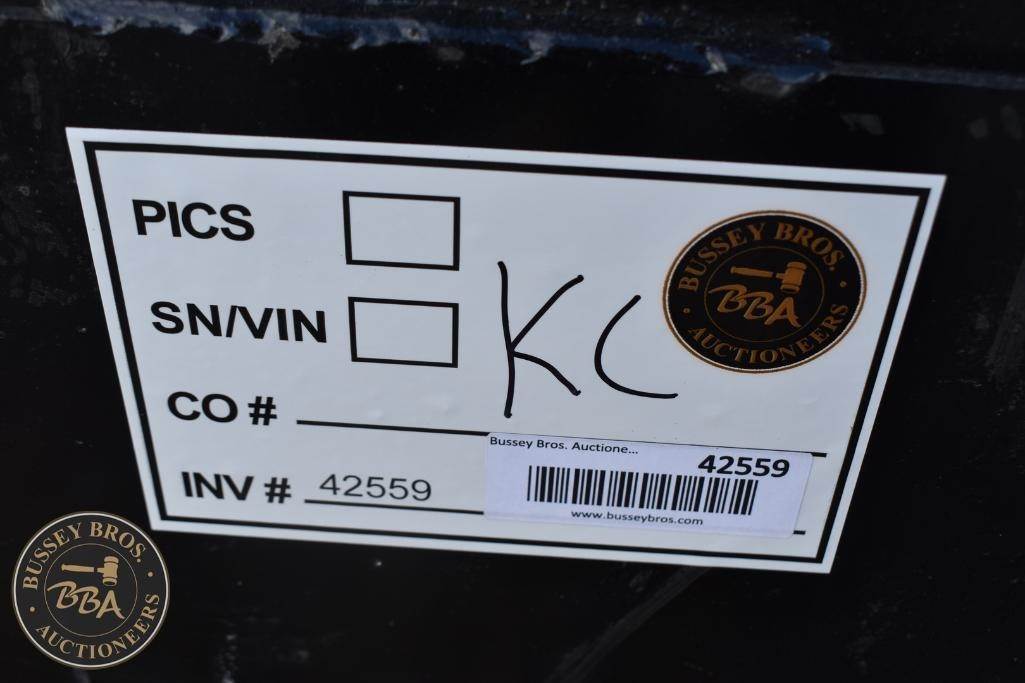 PICS
SN/VIN
KC
CO #
INV # 42559
BUSSEY BROS.
BBA
AUCTIONEERS
Bussey Bros. Auctione...
42559
www.busseybros.com
BUSSEY BROS.
BBA
AUCTIONEERS